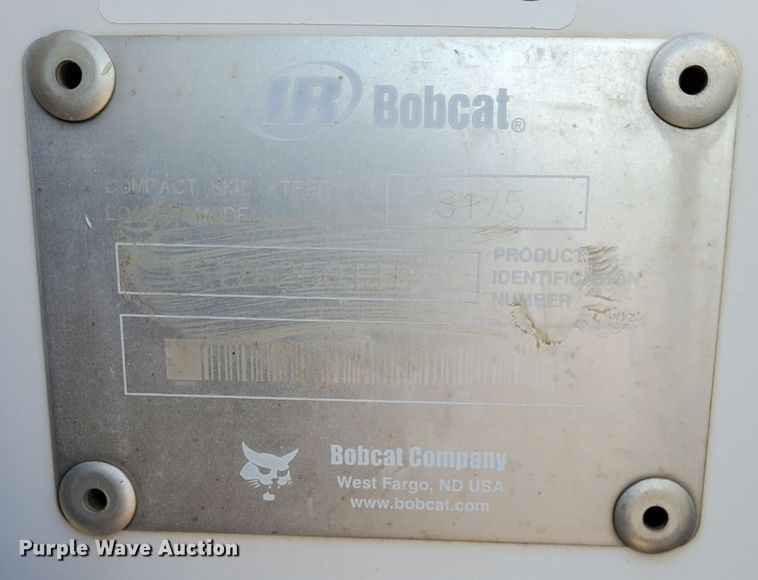 IR Bobcat®
COMPACT SKID STEER S175
LOADER MODEL
PRODUCT
IDENTIFICATION
NUMBER
Bobcat Company
West Fargo, ND USA
www.bobcat.com
Purple Wave Auction